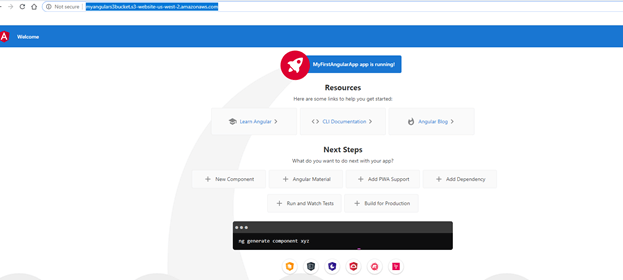 Not secure
myangulars3bucket.s3-website-us-west-2.amazonaws.com
A
Welcome
MyFirstAngularApp app is running!
Resources
Here are some links to help you get started:
Learn Angular
CLI Documentation
Angular Blog
Next Steps
What do you want to do next with your app?
New Component
Angular Material
Add PWA Support
Add Dependency
Run and Watch Tests
Build for Production
ng generate component xyz